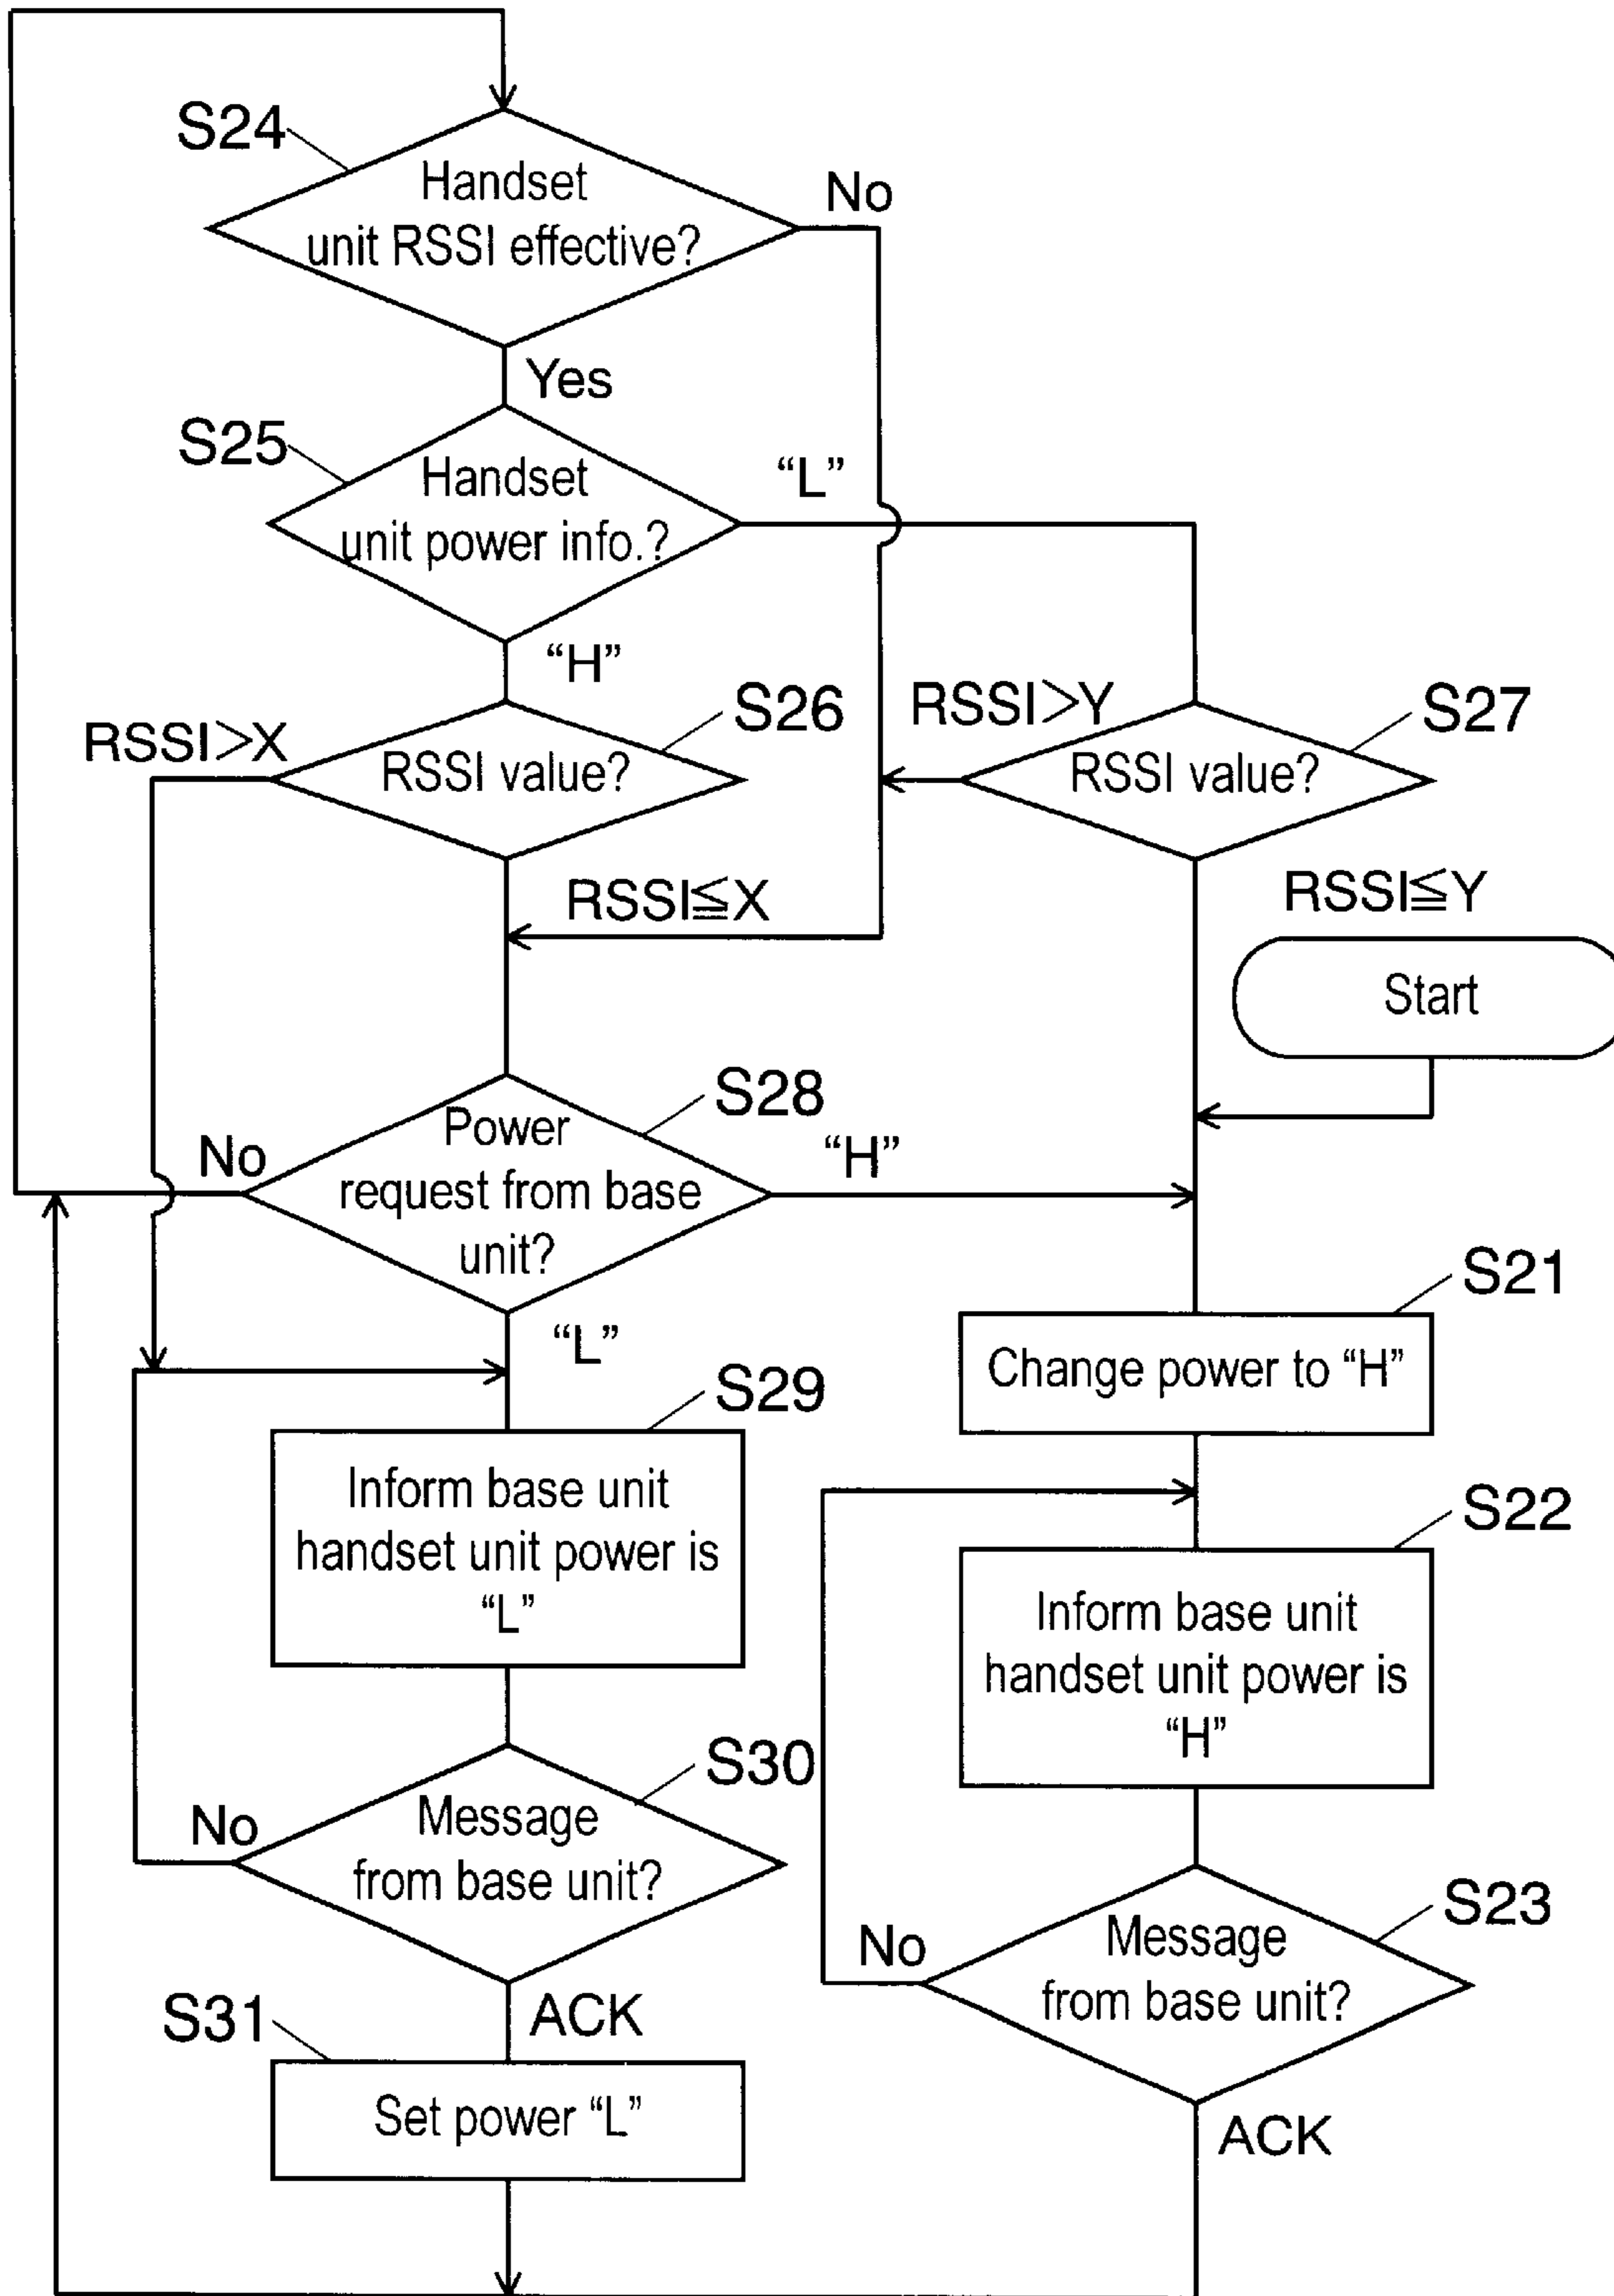 S24
Handset
unit RSSI effective?
No
Yes
S25
Handset
unit power info.?
“L”
“H”
RSSI>X
S26
RSSI value?
RSSI>Y
S27
RSSI value?
RSSI≦X
RSSI≦Y
Start
S28
Power
request from base
unit?
No
“H”
“L”
S21
Change power to “H”
S29
Inform base unit
handset unit power is
“L”
S22
Inform base unit
handset unit power is
“H”
S30
Message
from base unit?
No
S23
Message
from base unit?
No
ACK
S31
Set power “L”
ACK